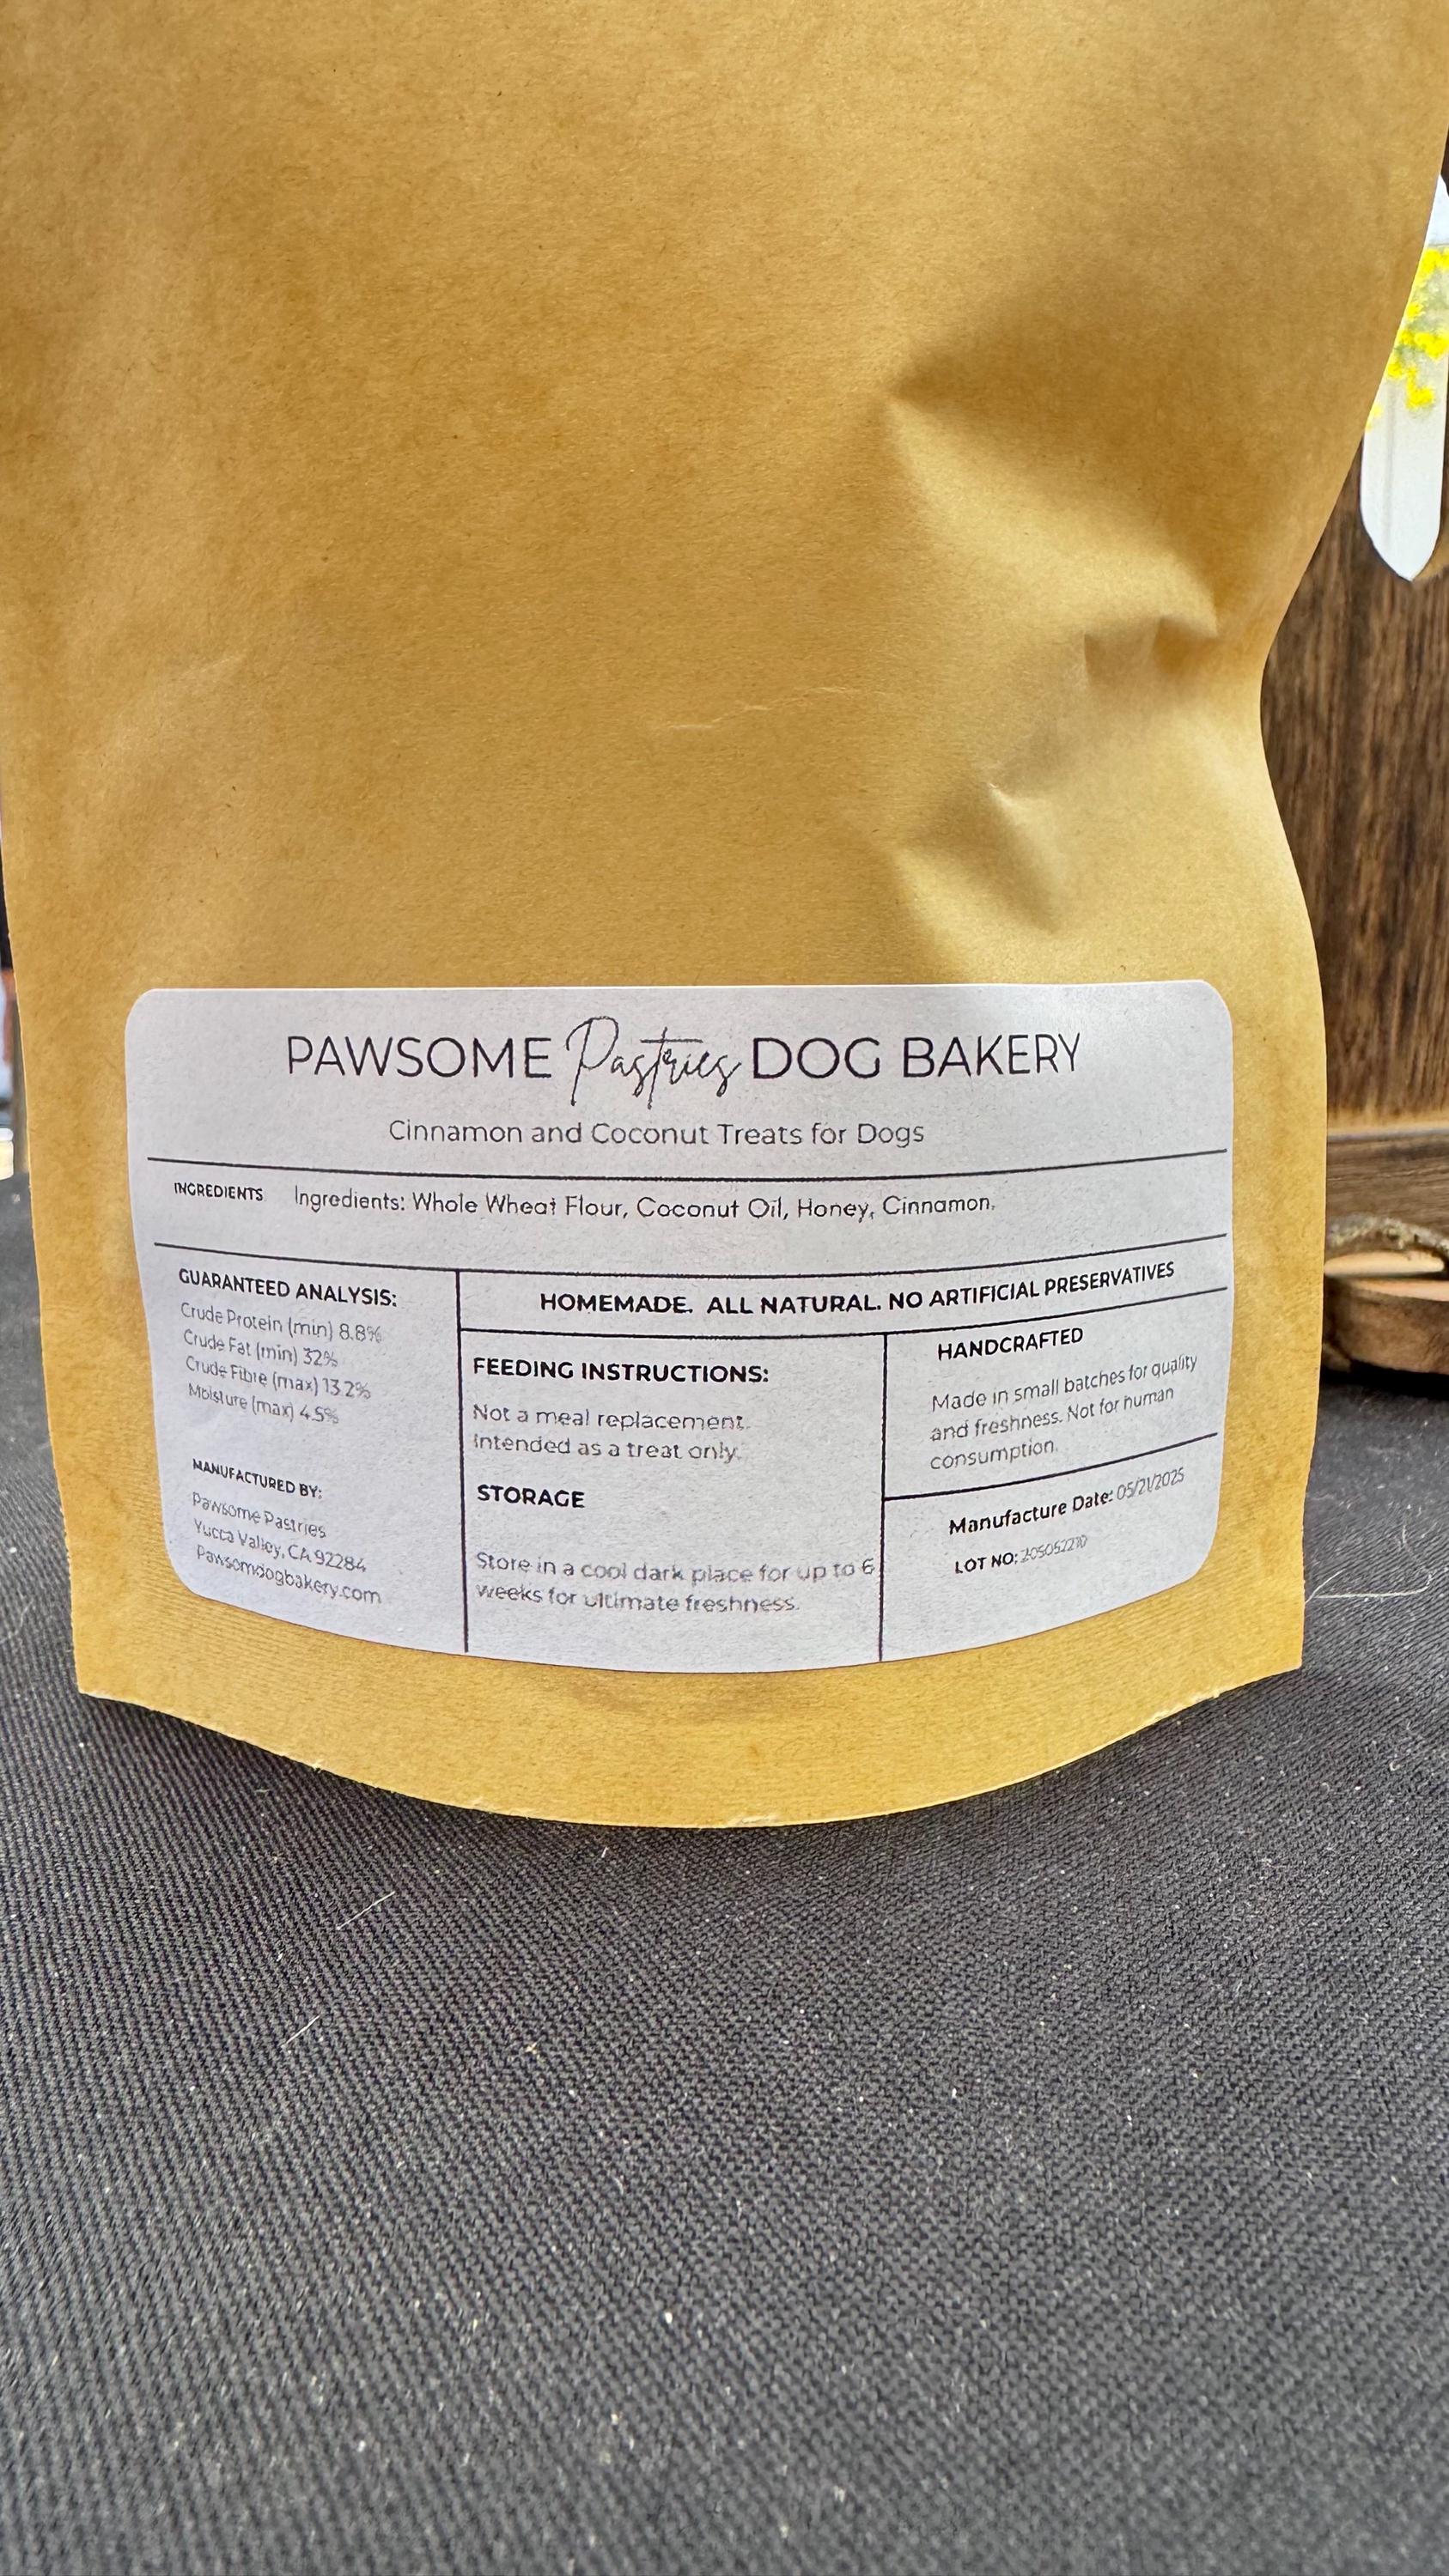 PAWSOME Pastries DOG BAKERY
Cinnamon and Coconut Treats for Dogs
INGREDIENTS Ingredients: Whole Wheat Flour, Coconut Oil, Honey, Cinnamon.
GUARANTEED ANALYSIS:
Crude Protein (min) 8.8%
Crude Fat (min) 32%
Crude Fibre (max) 13.2%
Moisture (max) 4.5%
MANUFACTURED BY:
Pawsome Pastries
Yucca Valley, CA 92284
Pawsomdogbakery.com
HOMEMADE. ALL NATURAL. NO ARTIFICIAL PRESERVATIVES
FEEDING INSTRUCTIONS:
Not a meal replacement.
Intended as a treat only.
STORAGE
Store in a cool dark place for up to 6
weeks for ultimate freshness.
HANDCRAFTED
Made in small batches for quality
and freshness. Not for human
consumption.
Manufacture Date: 05/21/2025
LOT NO: